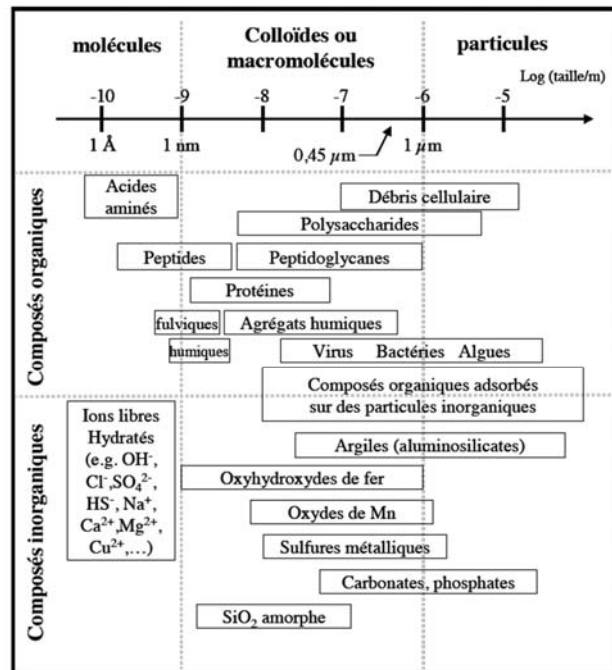 molécules
Colloïdes ou
macromolécules
particules
Log (taille/m)
-10 -9 -8 -7 -6 -5
1 Å 1 nm 0,45 µm 1 µm
Composés organiques
Acides
aminés
Débris cellulaire
Polysaccharides
Peptides
Peptidoglycanes
Protéines
fulviques
Agrégats humiques
humiques
Virus Bactéries Algues
Composés organiques adsorbés
sur des particules inorganiques
Composés inorganiques
Ions libres
Hydratés
(e.g. OH⁻,
Cl⁻,SO₄²⁻,
HS⁻, Na⁺,
Ca²⁺,Mg²⁺,
Cu²⁺,…)
Argiles (aluminosilicates)
Oxyhydroxydes de fer
Oxydes de Mn
Sulfures métalliques
Carbonates, phosphates
SiO₂ amorphe